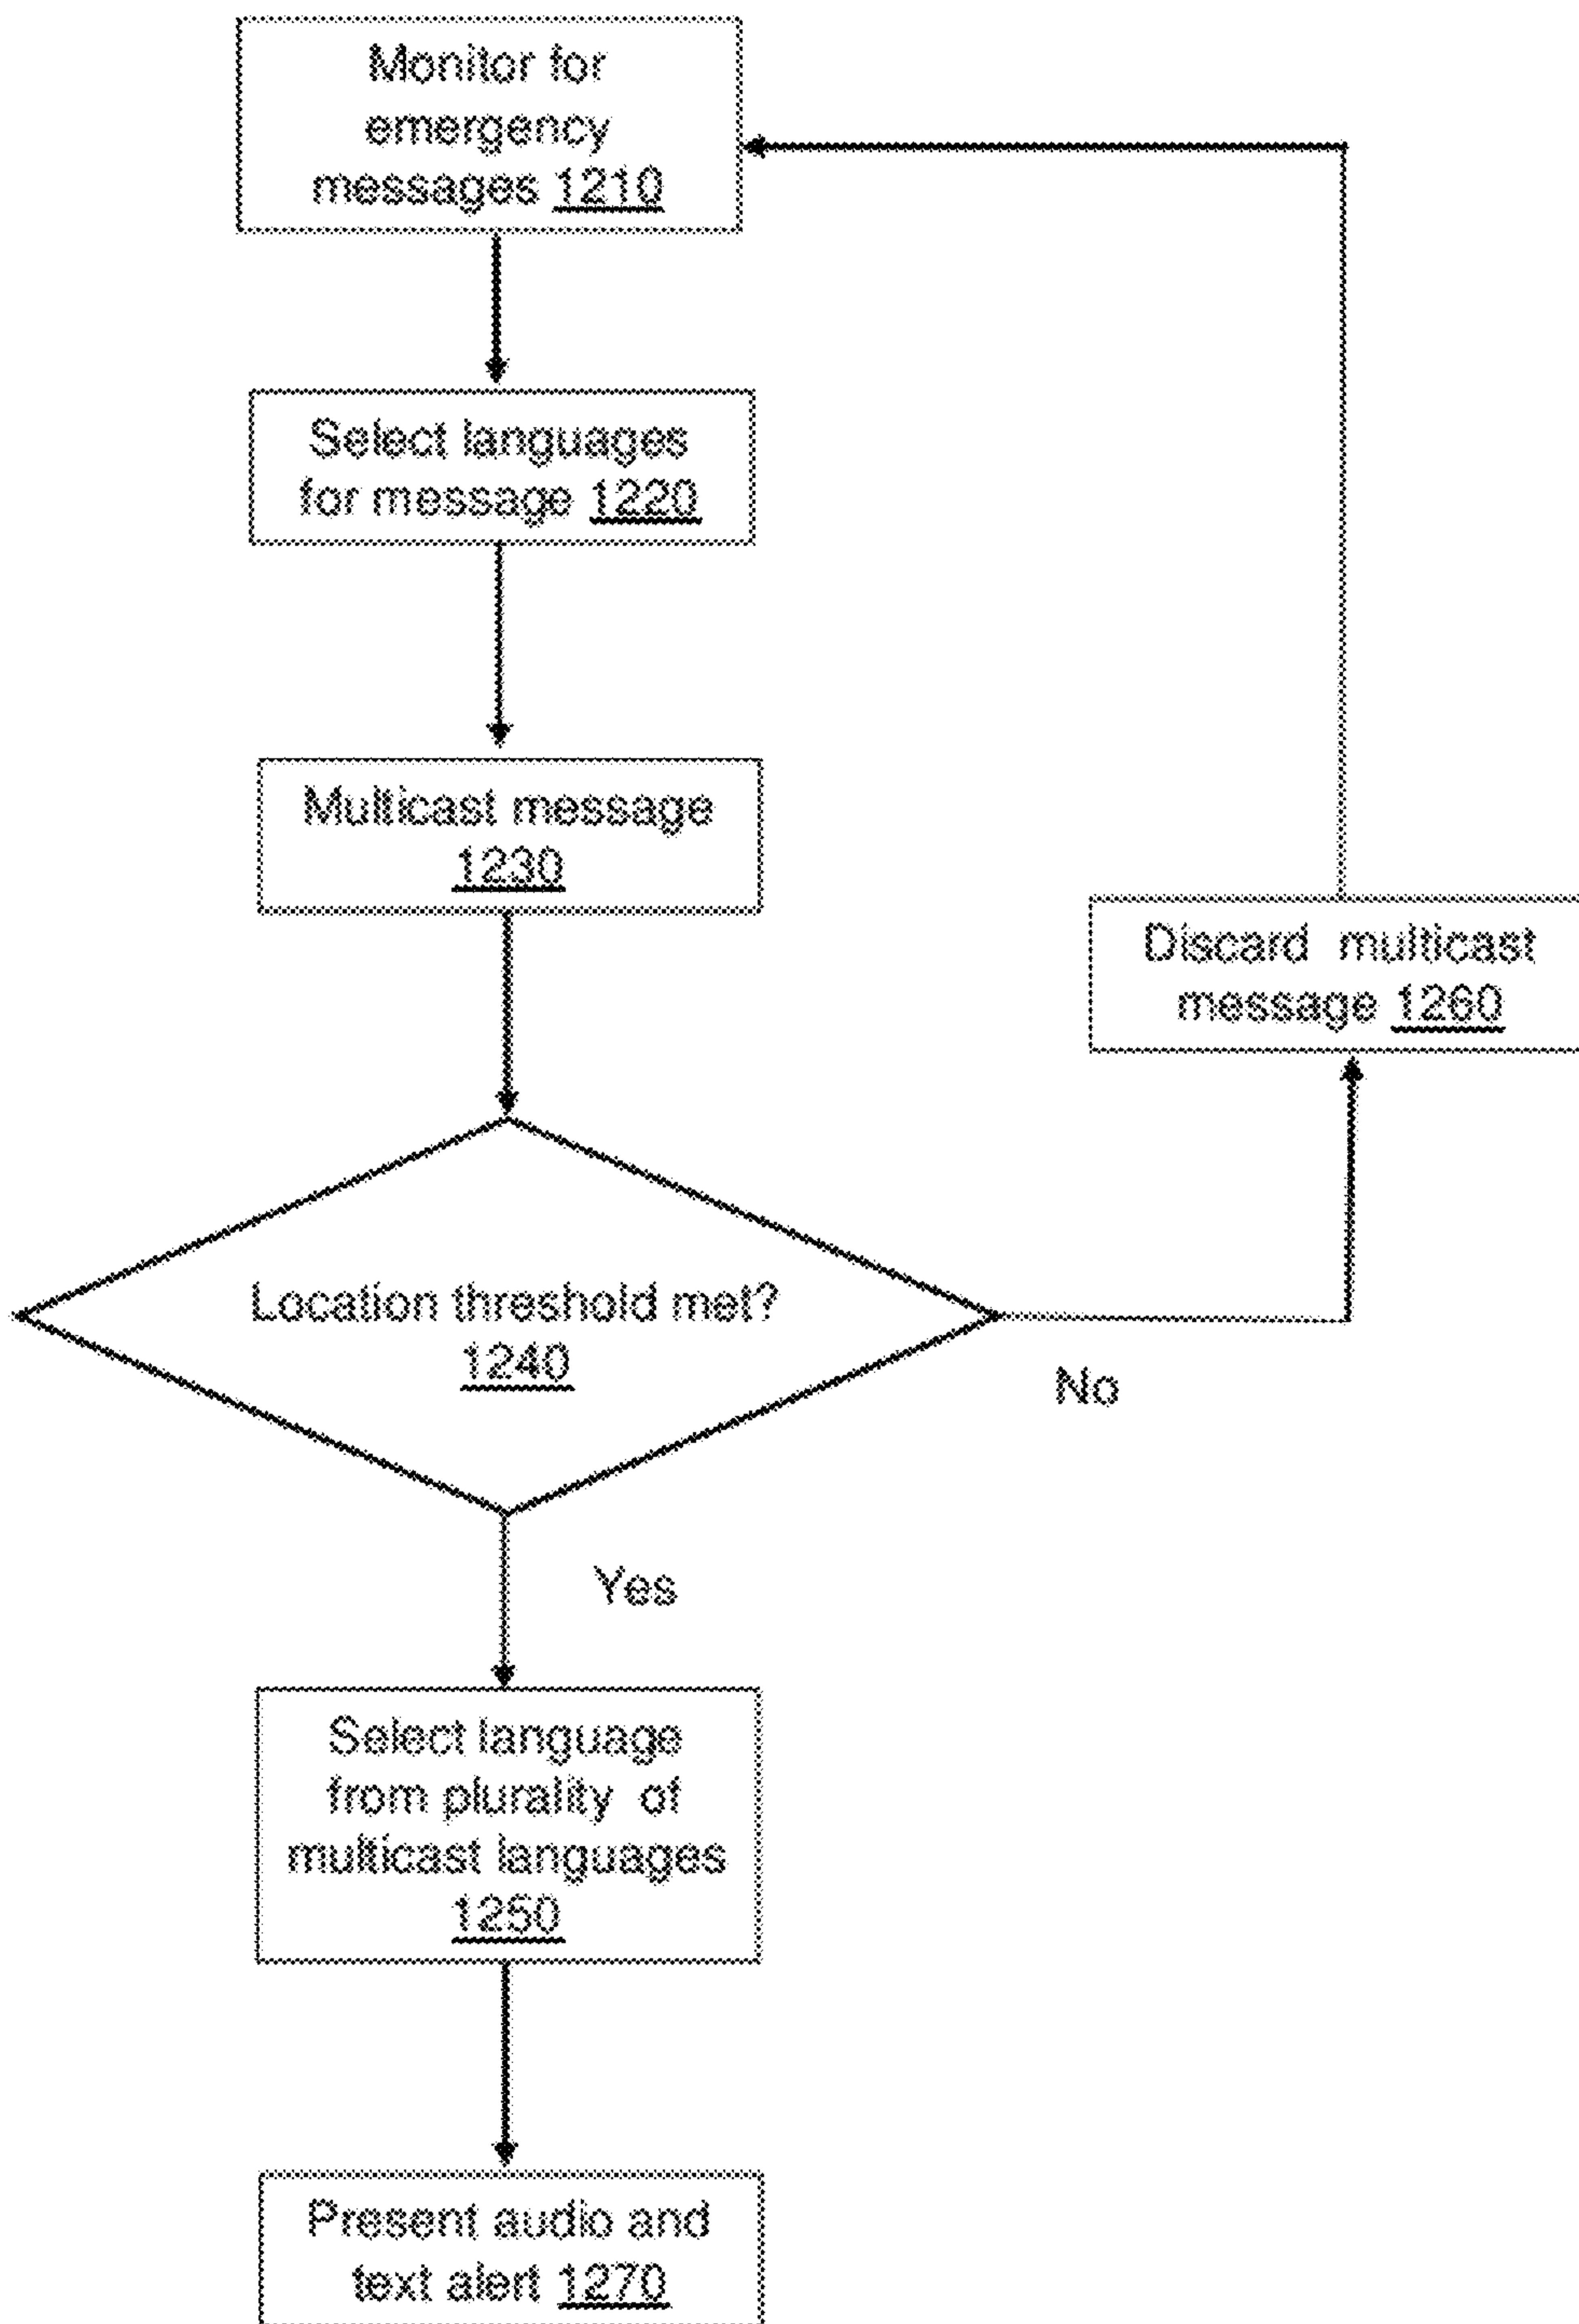 Monitor for
emergency
messages 1210
Select languages
for message 1220
Multicast message
1230
Discard multicast
message 1260
Location threshold met?
1240
No
Yes
Select language
from plurality of
multicast languages
1250
Present audio and
text alert 1270